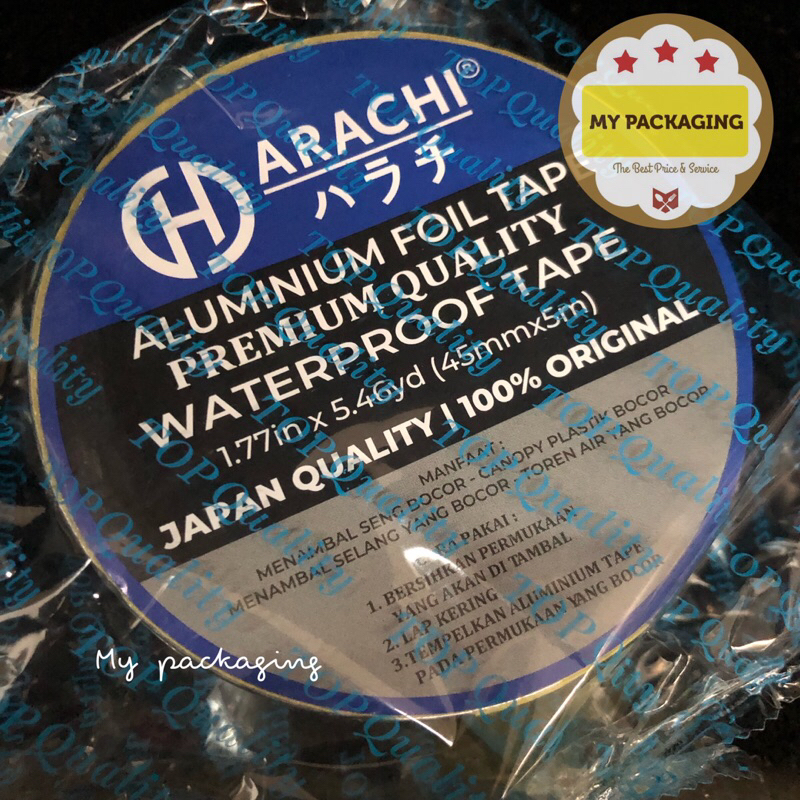 MY PACKAGING
The Best Price & Service
H ARACHI®
ハラチ
ALUMINIUM FOIL TAPE
PREMIUM QUALITY
WATERPROOF TAPE
1.77in x 5.46yd (45mmx5m)
JAPAN QUALITY | 100% ORIGINAL
MANFAAT :
MENAMBAL SENG BOCOR - CANOPY PLASTIK BOCOR
MENAMBAL SELANG YANG BOCOR - TOREN AIR YANG BOCOR
CARA PAKAI :
1. BERSIHKAN PERMUKAAN
YANG AKAN DI TAMBAL
2. LAP KERING
3.TEMPELKAN ALUMINIUM TAPE
PADA PERMUKAAN YANG BOCOR
My packaging
TOP Quality